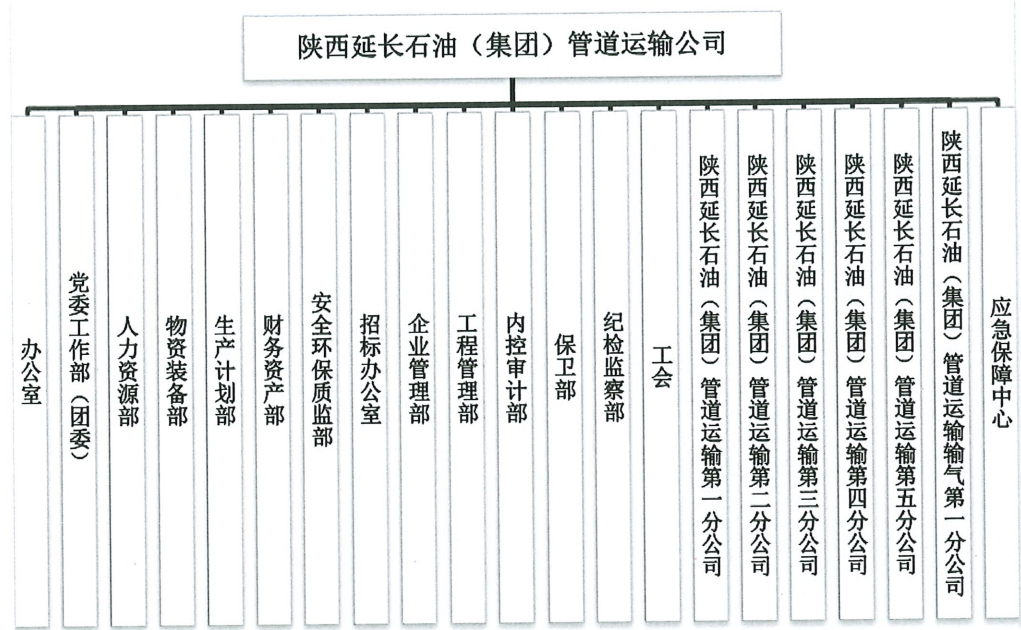 陕西延长石油（集团）管道运输公司
办公室
党委工作部（团委）
人力资源部
物资装备部
生产计划部
财务资产部
安全环保质监部
招标办公室
企业管理部
工程管理部
内控审计部
保卫部
纪检监察部
工会
陕西延长石油（集团）管道运输第一分公司
陕西延长石油（集团）管道运输第二分公司
陕西延长石油（集团）管道运输第三分公司
陕西延长石油（集团）管道运输第四分公司
陕西延长石油（集团）管道运输第五分公司
陕西延长石油（集团）管道运输输气第一分公司
应急保障中心